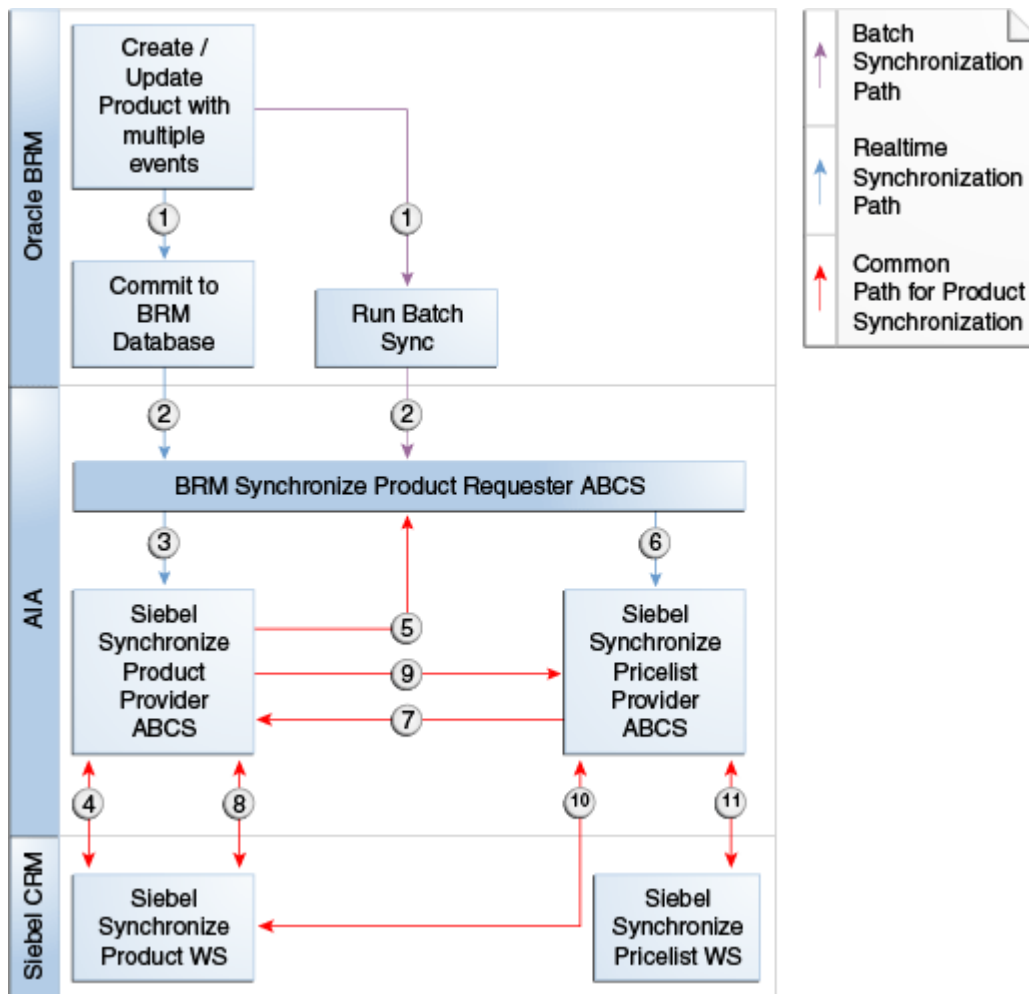 Oracle BRM
Create /
Update
Product with
multiple
events
1
1
Commit to
BRM
Database
Run Batch
Sync
AIA
2
2
BRM Synchronize Product Requester ABCS
3
6
Siebel
Synchronize
Product
Provider
ABCS
5
9
7
Siebel
Synchronize
Pricelist
Provider
ABCS
4
8
10
11
Siebel CRM
Siebel
Synchronize
Product WS
Siebel
Synchronize
Pricelist WS
Batch
Synchronization
Path
Realtime
Synchronization
Path
Common
Path for Product
Synchronization